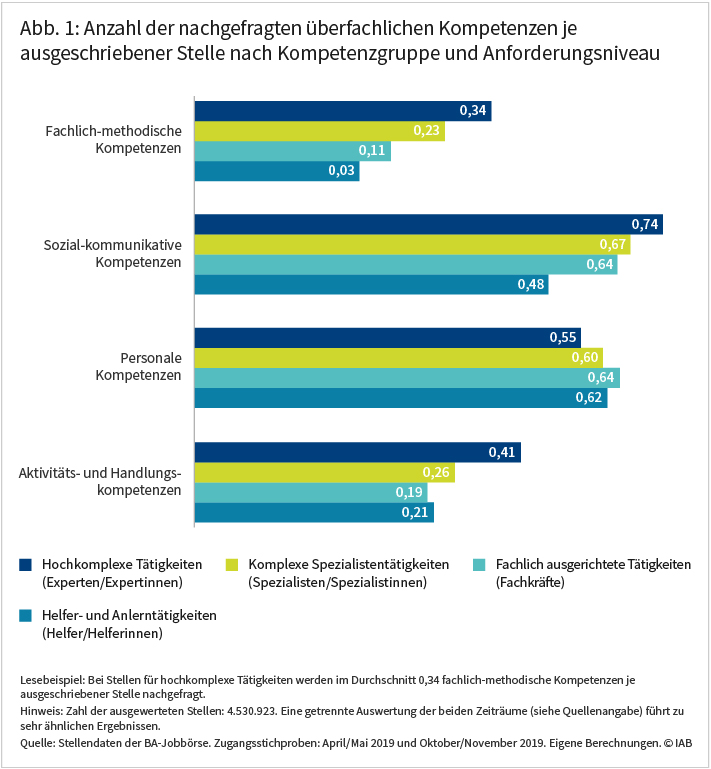 Abb. 1: Anzahl der nachgefragten überfachlichen Kompetenzen je
ausgeschriebener Stelle nach Kompetenzgruppe und Anforderungsniveau
Fachlich-methodische
Kompetenzen
0,34
0,23
0,11
0,03
Sozial-kommunikative
Kompetenzen
0,74
0,67
0,64
0,48
Personale
Kompetenzen
0,55
0,60
0,64
0,62
Aktivitäts- und Handlungs-
kompetenzen
0,41
0,26
0,19
0,21
Hochkomplexe Tätigkeiten
(Experten/Expertinnen)
Komplexe Spezialistentätigkeiten
(Spezialisten/Spezialistinnen)
Fachlich ausgerichtete Tätigkeiten
(Fachkräfte)
Helfer- und Anlerntätigkeiten
(Helfer/Helferinnen)
Lesebeispiel: Bei Stellen für hochkomplexe Tätigkeiten werden im Durchschnitt 0,34 fachlich-methodische Kompetenzen je
ausgeschriebener Stelle nachgefragt.
Hinweis: Zahl der ausgewerteten Stellen: 4.530.923. Eine getrennte Auswertung der beiden Zeiträume (siehe Quellenangabe) führt zu
sehr ähnlichen Ergebnissen.
Quelle: Stellendaten der BA-Jobbörse. Zugangsstichproben: April/Mai 2019 und Oktober/November 2019. Eigene Berechnungen. © IAB